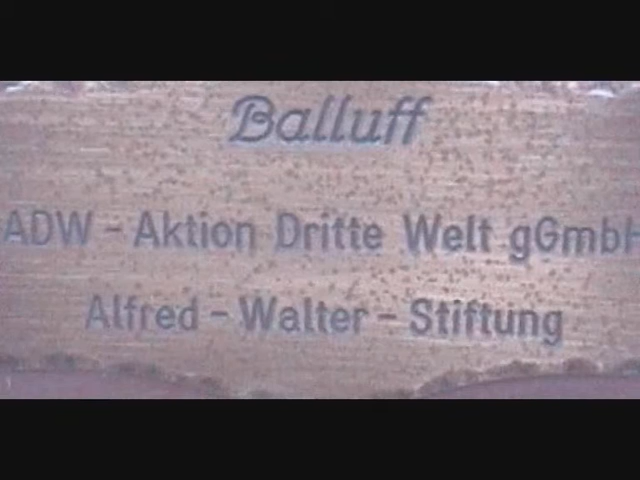 Balluff
ADW - Aktion Dritte Welt gGmbH
Alfred - Walter - Stiftung